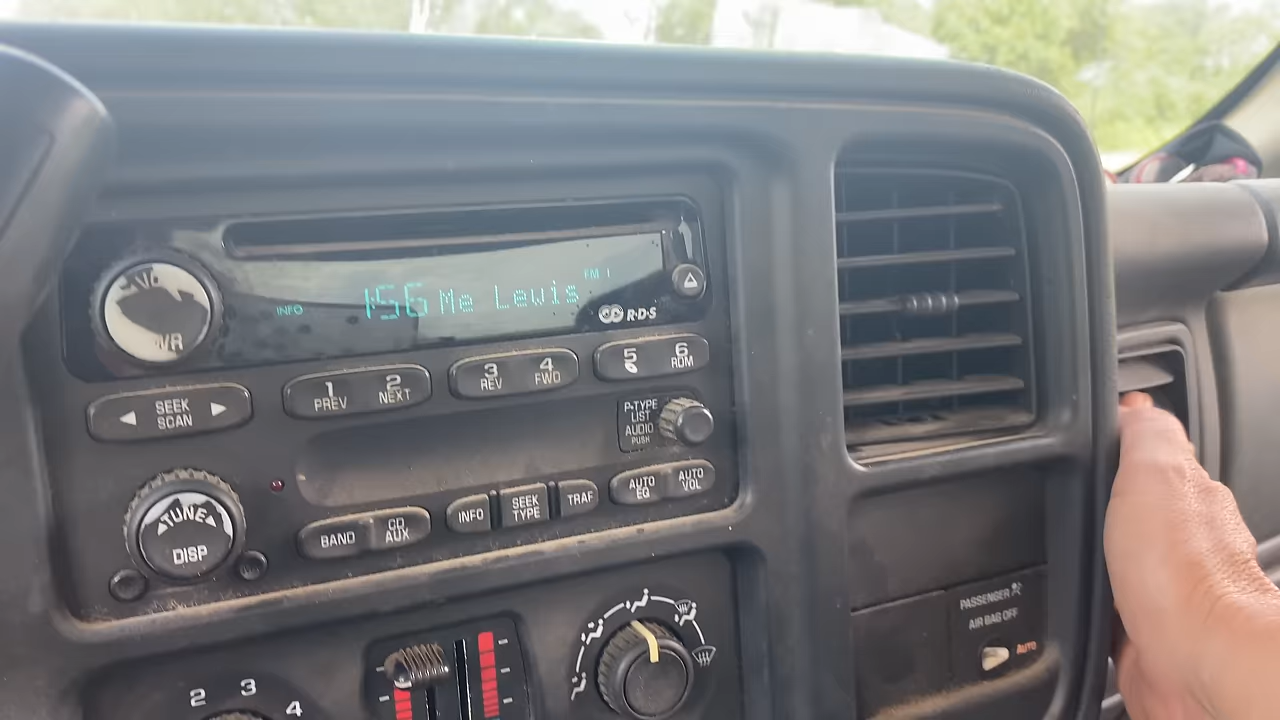 FM 1
INFO 156 Me Lewis
R·D·S
WR
1 PREV 2 NEXT
3 REV 4 FWD
5 6 RDM
SEEK
SCAN
P-TYPE
LIST
AUDIO
PUSH
TUNE
DISP
BAND
CD
AUX
INFO
SEEK
TYPE
TRAF
AUTO
EQ
AUTO
VOL
PASSENGER
AIR BAG OFF
AUTO
2 3 4